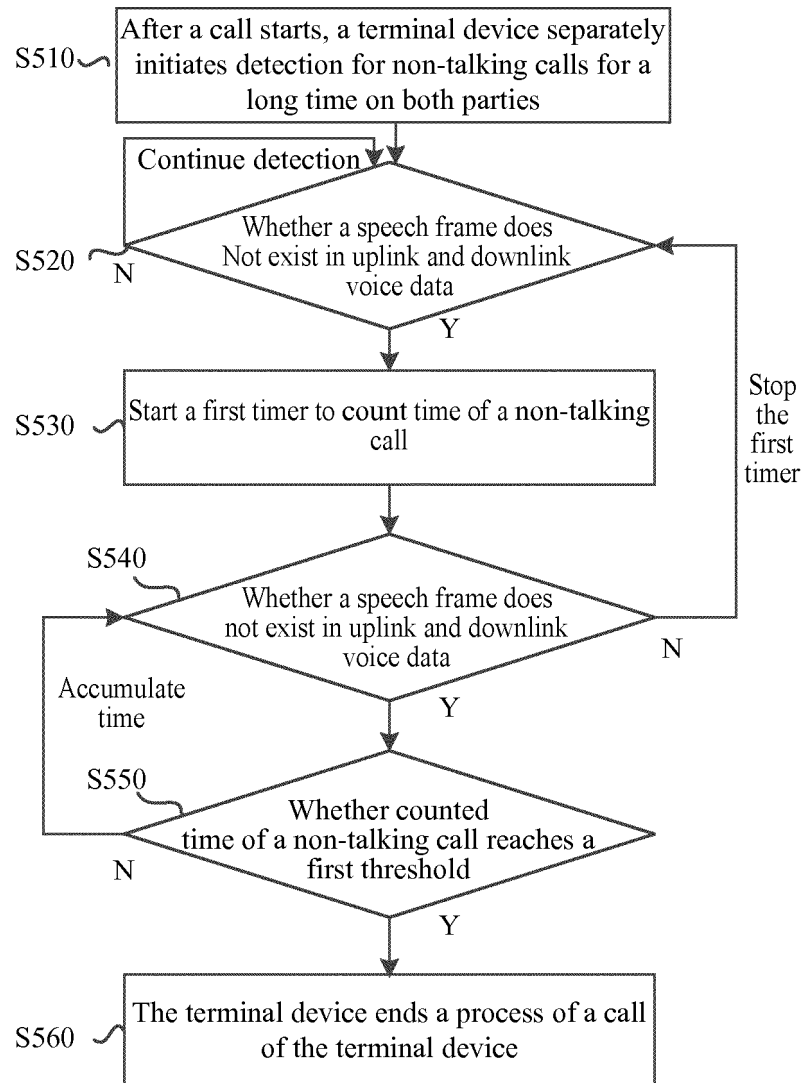 After a call starts, a terminal device separately
initiates detection for non-talking calls for a
long time on both parties
S510
Continue detection
Whether a speech frame does
Not exist in uplink and downlink
voice data
S520
N
Y
Start a first timer to count time of a non-talking
call
S530
Stop
the
first
timer
S540
Whether a speech frame does
not exist in uplink and downlink
voice data
N
Y
Accumulate
time
S550
Whether counted
time of a non-talking call reaches a
first threshold
N
Y
The terminal device ends a process of a call
of the terminal device
S560